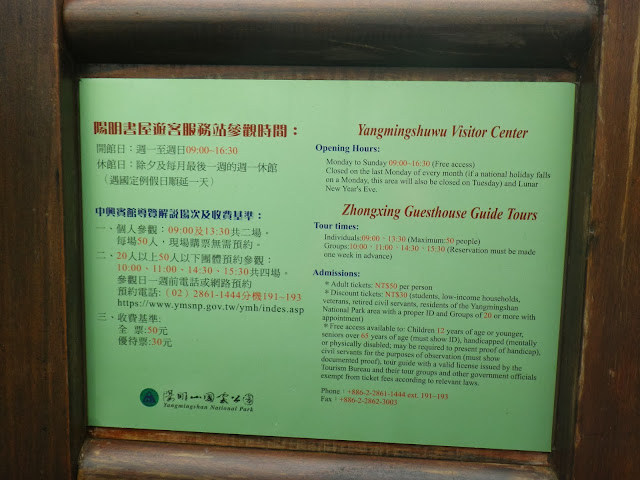 陽明書屋遊客服務站參觀時間：
開館日：週一至週日09:00~16:30
休館日：除夕及每月最後一週的週一休館
（遇國定例假日順延一天）
中興賓館導覽解說場次及收費基準：
一、個人參觀：09:00及13:30共二場，
每場50人，現場購票無需預約。
二、20人以上50人以下團體預約參觀：
10:00、11:00、14:30、15:30共四場。
參觀日一週前電話或網路預約
預約電話：(02) 2861-1444分機191~193
https://www.ymsnp.gov.tw/ymh/indes.asp
三、收費基準:
全 票:50元
優待票:30元
陽明山國家公園
Yangmingshan National Park
Yangmingshuwu Visitor Center
Opening Hours:
Monday to Sunday 09:00~16:30 (Free access)
Closed on the last Monday of every month (if a national holiday falls
on a Monday, this area will also be closed on Tuesday) and Lunar
New Year's Eve.
Zhongxing Guesthouse Guide Tours
Tour times:
Individuals:09:00、13:30 (Maximum:50 people)
Groups:10:00、11:00、14:30、15:30 (Reservation must be made
one week in advance)
Admissions:
* Adult tickets: NT$50 per person
* Discount tickets: NT$30 (students, low-income households,
veterans, retired civil servants, residents of the Yangmingshan
National Park area with a proper ID and Groups of 20 or more with
appointment)
* Free access available to: Children 12 years of age or younger,
seniors over 65 years of age (must show ID), handicapped (mentally
or physically disabled; may be required to present proof of handicap),
civil servants for the purposes of observation (must show
documented proof), tour guide with a valid license issued by the
Tourism Bureau and their tour groups and other government officials
exempt from ticket fees according to relevant laws.
Phone：+886-2-2861-1444 ext. 191~193
Fax：+886-2-2862-3003